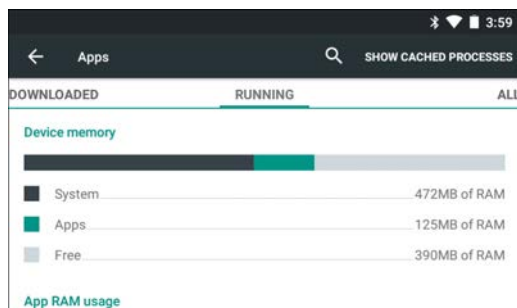 3:59
Apps SHOW CACHED PROCESSES
DOWNLOADED RUNNING ALL
Device memory
System 472MB of RAM
Apps 125MB of RAM
Free 390MB of RAM
App RAM usage